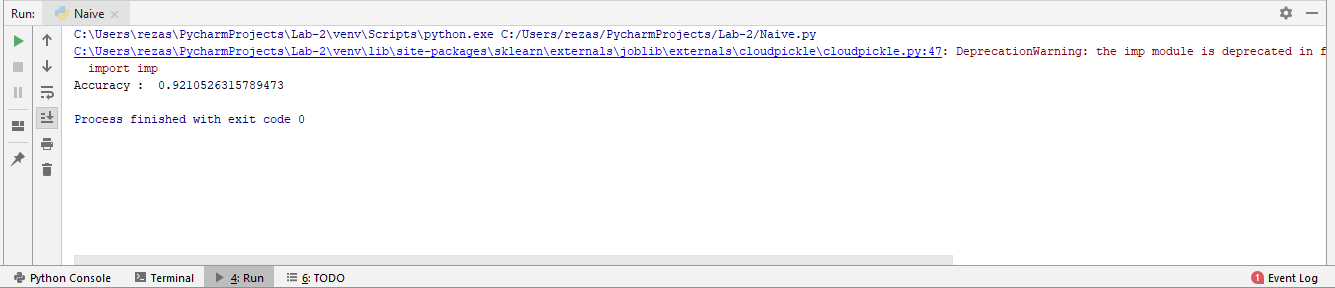 Run: Naive
C:\Users\rezas\PycharmProjects\Lab-2\venv\Scripts\python.exe C:/Users/rezas/PycharmProjects/Lab-2/Naive.py
C:\Users\rezas\PycharmProjects\Lab-2\venv\lib\site-packages\sklearn\externals\joblib\externals\cloudpickle\cloudpickle.py:47: DeprecationWarning: the imp module is deprecated in f
import imp
Accuracy :  0.9210526315789473
Process finished with exit code 0
Python Console Terminal 4: Run 6: TODO 1 Event Log